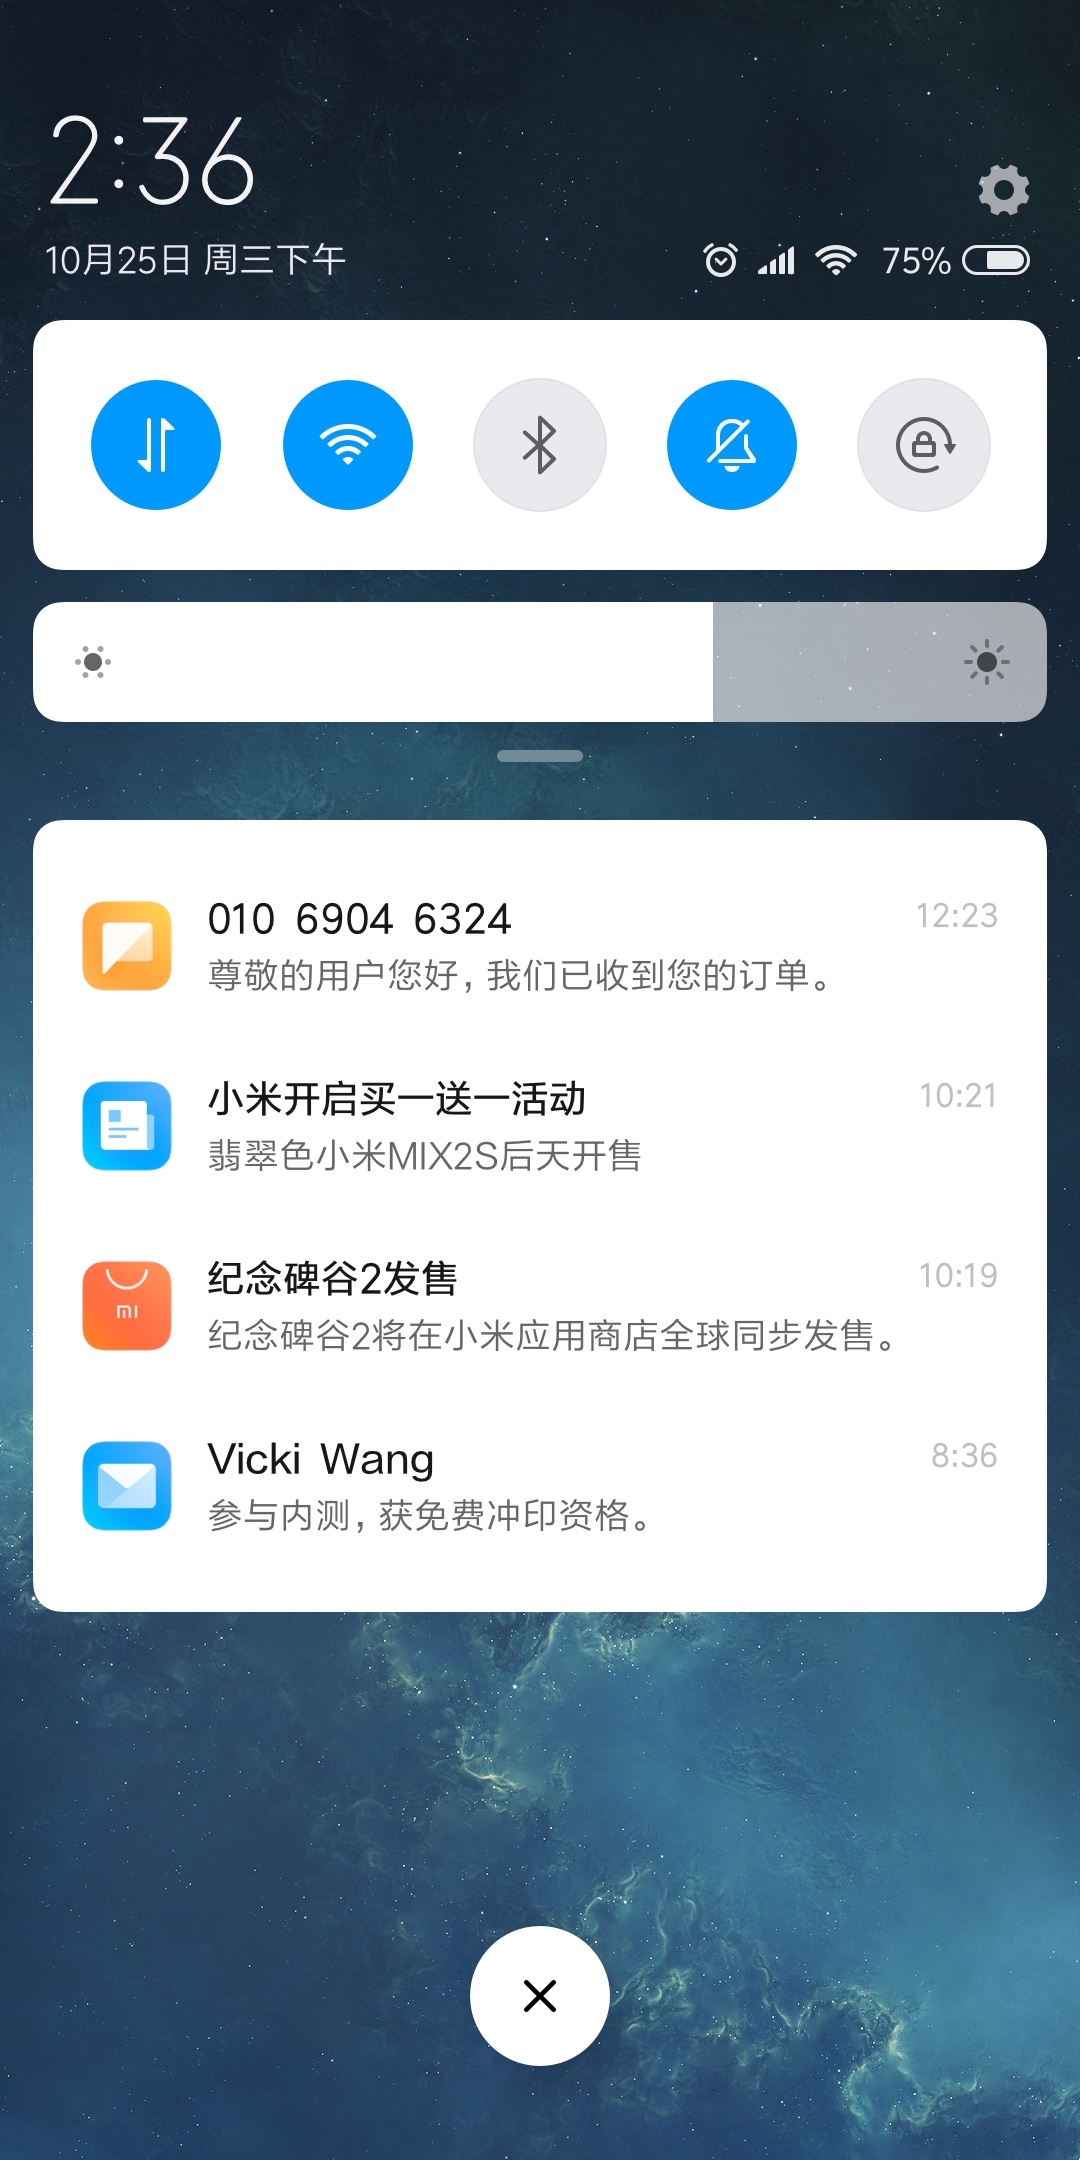 2:36
10月25日 周三下午
75%
010 6904 6324
12:23
尊敬的用户您好, 我们已收到您的订单。
小米开启买一送一活动
10:21
翡翠色小米MIX2S后天开售
纪念碑谷2发售
10:19
纪念碑谷2将在小米应用商店全球同步发售。
MI
Vicki Wang
8:36
参与内测, 获免费冲印资格。